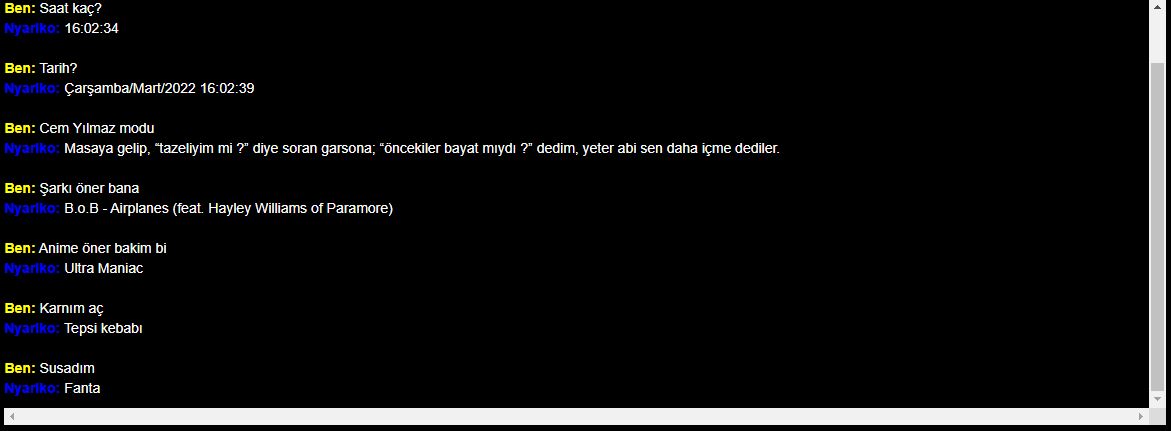 Ben: Saat kaç?
Nyariko: 16:02:34
Ben: Tarih?
Nyariko: Çarşamba/Mart/2022 16:02:39
Ben: Cem Yılmaz modu
Nyariko: Masaya gelip, “tazeliyim mi ?” diye soran garsona; “öncekiler bayat mıydı ?” dedim, yeter abi sen daha içme dediler.
Ben: Şarkı öner bana
Nyariko: B.o.B - Airplanes (feat. Hayley Williams of Paramore)
Ben: Anime öner bakim bi
Nyariko: Ultra Maniac
Ben: Karnım aç
Nyariko: Tepsi kebabı
Ben: Susadım
Nyariko: Fanta